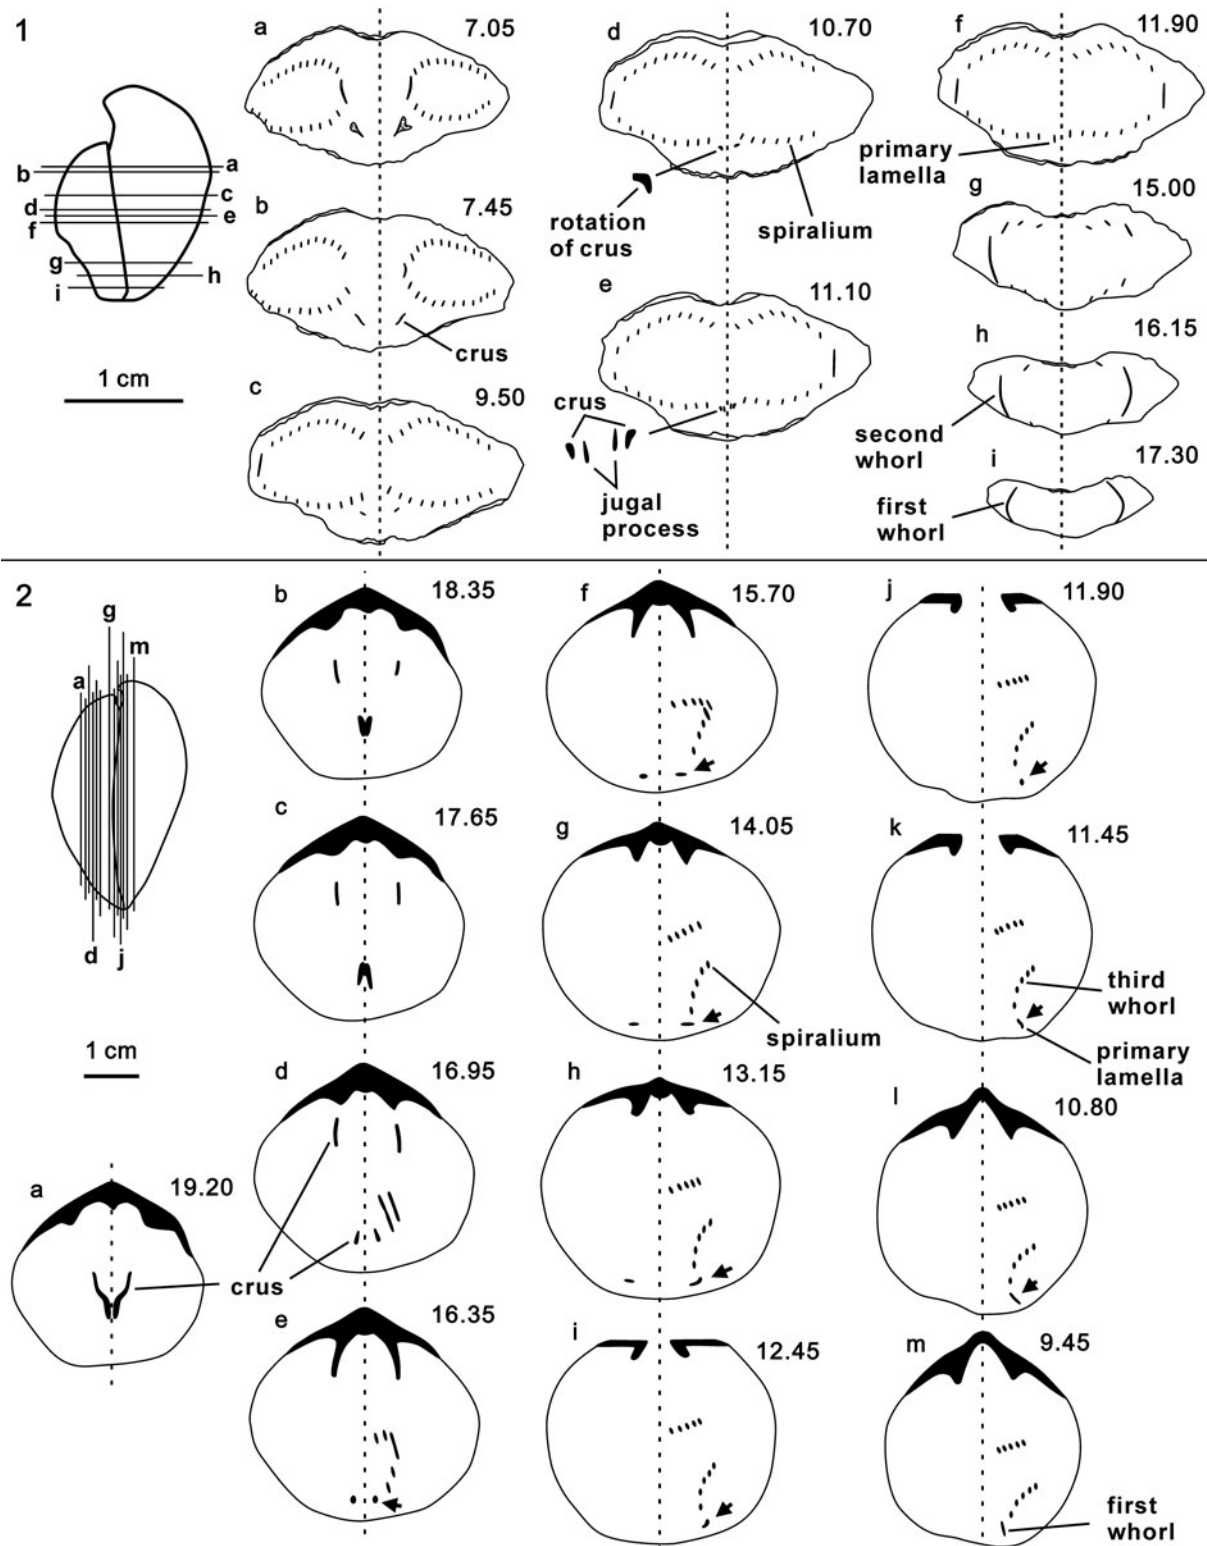 1
a
b
c
d
e
f
g
h
i
1 cm
a
7.05
b
7.45
crus
c
9.50
d
10.70
rotation
of crus
spiralium
e
11.10
crus
jugal
process
f
11.90
primary
lamella
g
15.00
h
16.15
second
whorl
i
17.30
first
whorl
2
g
m
a
d
j
1 cm
a
19.20
crus
b
18.35
c
17.65
d
16.95
e
16.35
f
15.70
g
14.05
spiralium
h
13.15
i
12.45
j
11.90
k
11.45
third
whorl
primary
lamella
l
10.80
m
9.45
first
whorl